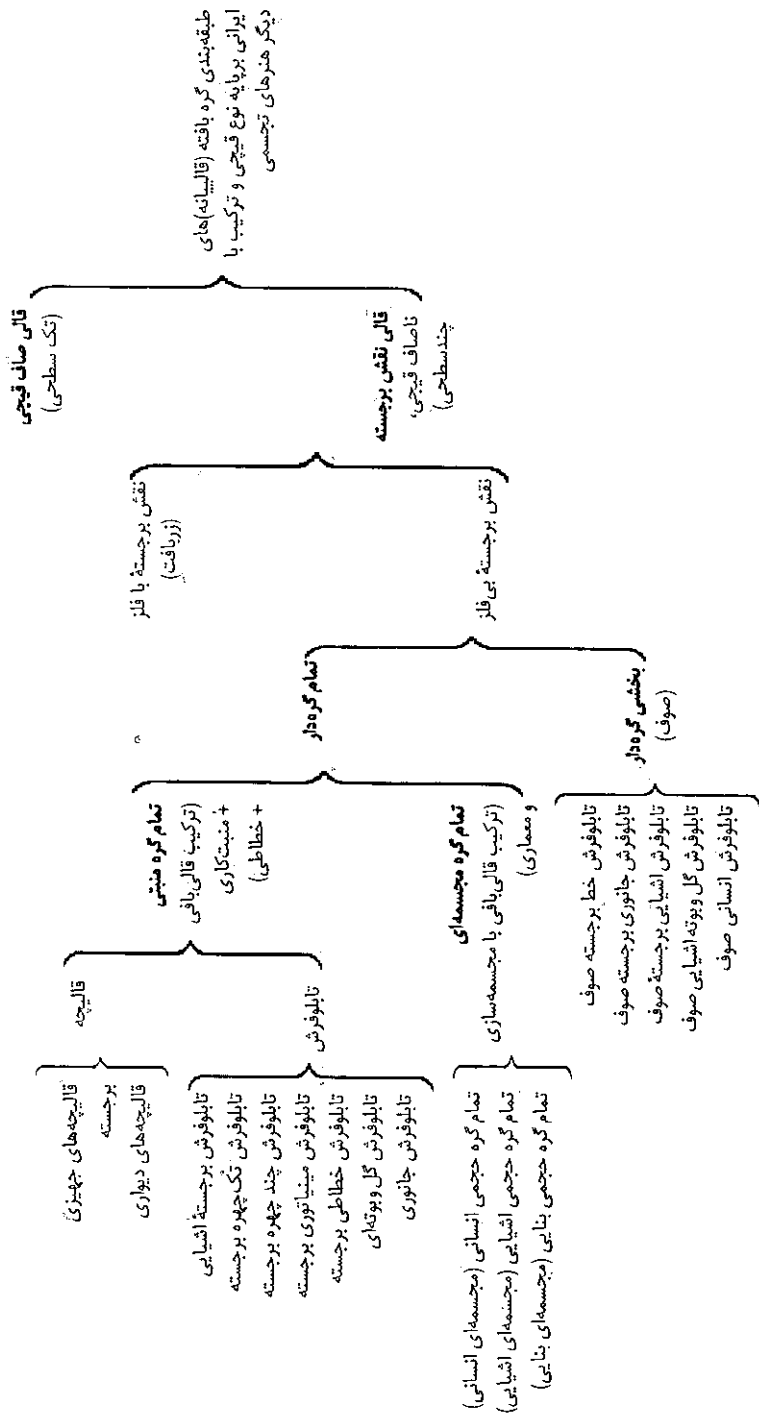 طبقه‌بندی گره بافته (قالییانه)های
ایرانی برپایه نوع قیچی و ترکیب با
دیگر هنرهای تجسمی
قالی صاف قیچی
(تک سطحی)
قالی نقش برجسته
ناصاف قیچی،
چندسطحی)
نقش برجستهٔ با فلز
(زربافت)
نقش برجستهٔ بی‌فلز
تمام گره‌دار
بخشی گره‌دار
(صوف)
تمام گره منبتی
(ترکیب قالی‌بافی
+ منبت‌کاری
+ خطاطی)
تمام گره مجسمه‌ای
(ترکیب قالی‌بافی با مجسمه‌سازی
و معماری)
تابلوفرش خط برجسته صوف
تابلوفرش جانوری برجسته صوف
تابلوفرش اشیایی برجستهٔ صوف
تابلوفرش گل وبوته اشیایی صوف
تابلوفرش انسانی صوف
قالیچه
تابلوفرش
قالیچه‌های جهیزی
برجسته
قالیچه‌های دیواری
تابلوفرش برجستهٔ اشیایی
تابلوفرش تک‌چهره برجسته
تابلوفرش چند چهره برجسته
تابلوفرش مینیاتوری برجسته
تابلوفرش خطاطی برجسته
تابلوفرش گل وبوته‌ای
تابلوفرش جانوری
تمام گره حجمی انسانی (مجسمه‌ای انسانی)
تمام گره حجمی اشیایی (مجسمه‌ای اشیایی)
تمام گره حجمی بنایی (مجسمه‌ای بنایی)